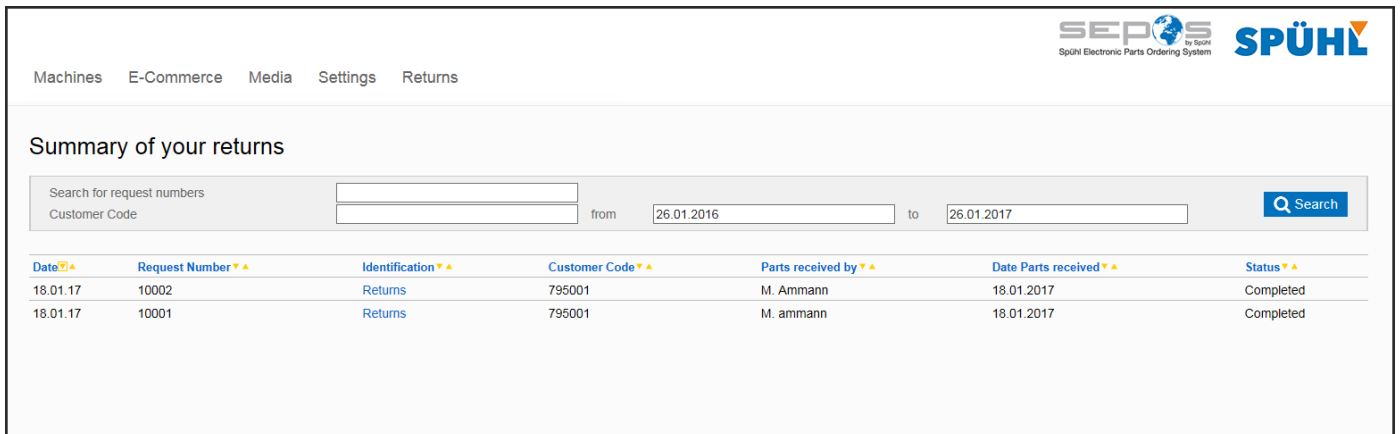 SEPOS
by Spühl
Spühl Electronic Parts Ordering System
SPÜHL
Machines E-Commerce Media Settings Returns
Summary of your returns
Search for request numbers
Customer Code from 26.01.2016 to 26.01.2017
Search
Date Request Number Identification Customer Code Parts received by Date Parts received Status
18.01.17 10002 Returns 795001 M. Ammann 18.01.2017 Completed
18.01.17 10001 Returns 795001 M. ammann 18.01.2017 Completed